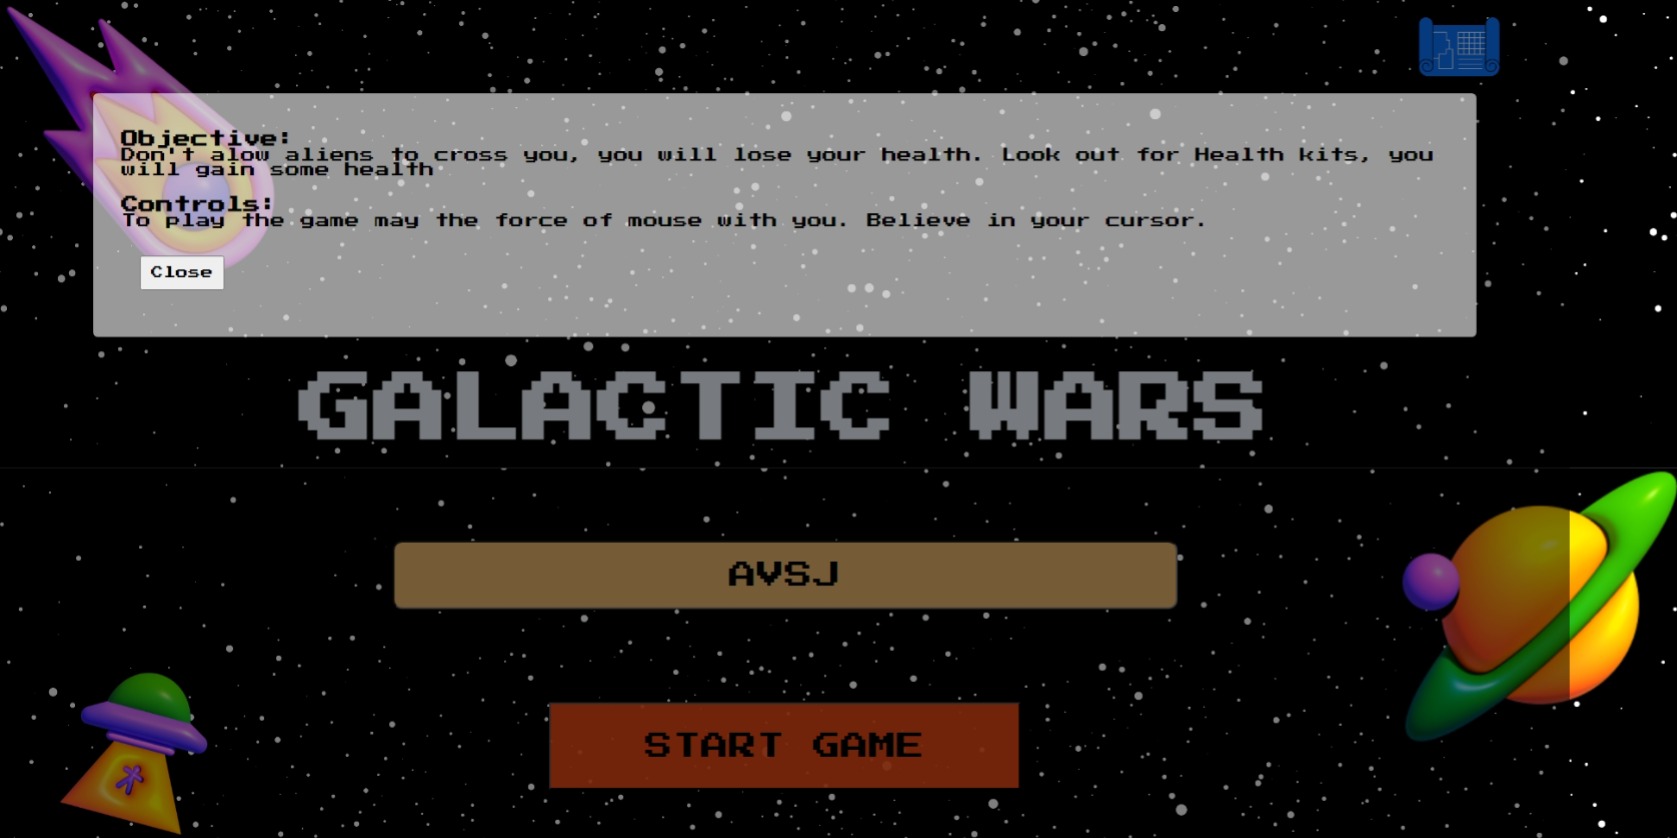 Objective:
Don't alow aliens to cross you, you will lose your health. Look out for Health kits, you
will gain some health
Controls:
To play the game may the force of mouse with you. Believe in your cursor.
Close
GALACTIC WARS
AVSJ
START GAME